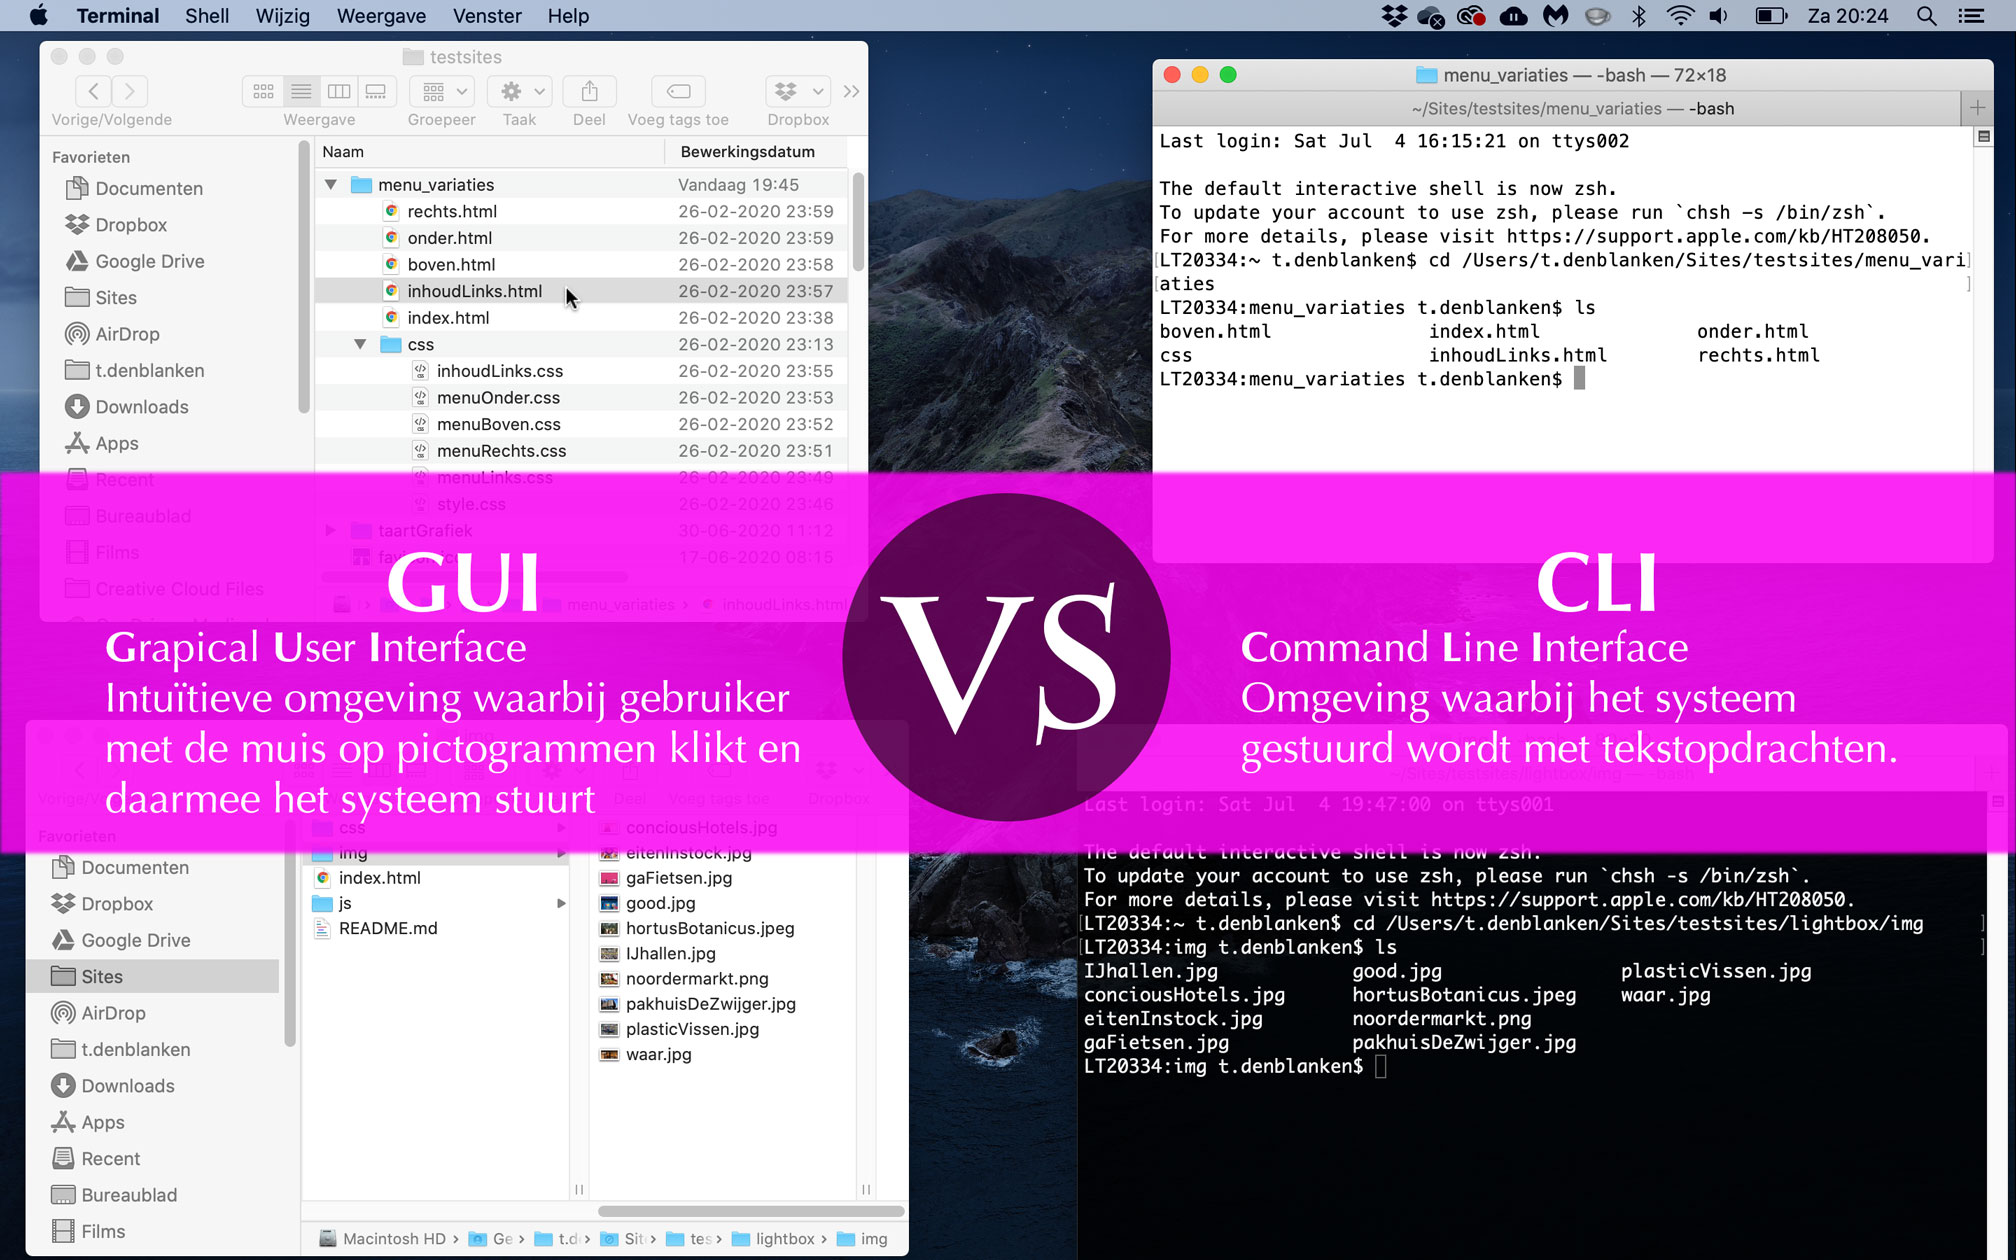 Terminal Shell Wijzig Weergave Venster Help Za 20:24
testsites
Vorige/Volgende Weergave Groepeer Taak Deel Voeg tags toe Dropbox
Favorieten
Documenten
Dropbox
Google Drive
Sites
AirDrop
t.denblanken
Downloads
Apps
Recent
Bureaublad
Films
Creative Cloud Files
Naam Bewerkingsdatum
menu_variaties Vandaag 19:45
rechts.html 26-02-2020 23:59
onder.html 26-02-2020 23:59
boven.html 26-02-2020 23:58
inhoudLinks.html 26-02-2020 23:57
index.html 26-02-2020 23:38
css 26-02-2020 23:13
inhoudLinks.css 26-02-2020 23:55
menuOnder.css 26-02-2020 23:53
menuBoven.css 26-02-2020 23:52
menuRechts.css 26-02-2020 23:51
menuLinks.css 26-02-2020 23:49
style.css 26-02-2020 23:46
taartGrafiek 30-06-2020 11:12
17-06-2020 08:15
menu_variaties › inhoudLinks.html
menu_variaties — -bash — 72×18
~/Sites/testsites/menu_variaties — -bash
Last login: Sat Jul  4 16:15:21 on ttys002
The default interactive shell is now zsh.
To update your account to use zsh, please run `chsh -s /bin/zsh`.
For more details, please visit https://support.apple.com/kb/HT208050.
[LT20334:~ t.denblanken$ cd /Users/t.denblanken/Sites/testsites/menu_vari]
[aties ]
LT20334:menu_variaties t.denblanken$ ls
boven.html index.html onder.html
css inhoudLinks.html rechts.html
LT20334:menu_variaties t.denblanken$
GUI
Grapical User Interface
Intuïtieve omgeving waarbij gebruiker
met de muis op pictogrammen klikt en
daarmee het systeem stuurt
VS
CLI
Command Line Interface
Omgeving waarbij het systeem
gestuurd wordt met tekstopdrachten.
Deel Voeg tags toe Dropbox
Favorieten
Documenten
Dropbox
Google Drive
Sites
AirDrop
t.denblanken
Downloads
Apps
Recent
Bureaublad
Films
css
img
index.html
js
README.md
conciousHotels.jpg
eitenInstock.jpg
gaFietsen.jpg
good.jpg
hortusBotanicus.jpeg
IJhallen.jpg
noordermarkt.png
pakhuisDeZwijger.jpg
plasticVissen.jpg
waar.jpg
Macintosh HD › Ge › t.d › Sit › tes › lightbox › img
~/Sites/testsites/lightbox/img — -bash
Last login: Sat Jul  4 19:47:00 on ttys001
The default interactive shell is now zsh.
To update your account to use zsh, please run `chsh -s /bin/zsh`.
For more details, please visit https://support.apple.com/kb/HT208050.
[LT20334:~ t.denblanken$ cd /Users/t.denblanken/Sites/testsites/lightbox/img ]
[LT20334:img t.denblanken$ ls ]
IJhallen.jpg good.jpg plasticVissen.jpg
conciousHotels.jpg hortusBotanicus.jpeg waar.jpg
eitenInstock.jpg noordermarkt.png
gaFietsen.jpg pakhuisDeZwijger.jpg
LT20334:img t.denblanken$